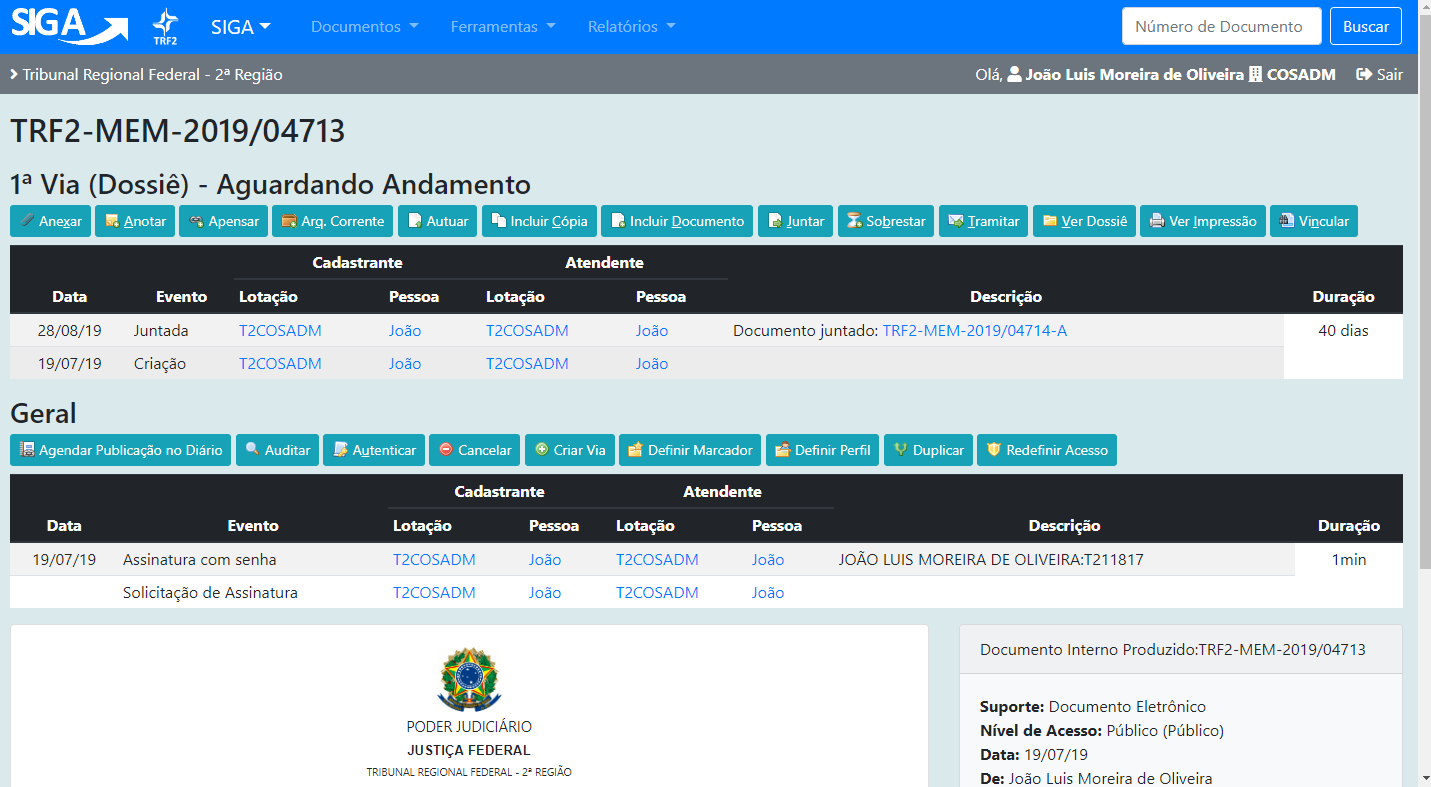 SIGA TRF2 SIGA Documentos Ferramentas Relatórios Número de Documento Buscar
Tribunal Regional Federal - 2ª Região Olá, João Luis Moreira de Oliveira COSADM Sair
TRF2-MEM-2019/04713
1ª Via (Dossiê) - Aguardando Andamento
Anexar Anotar Apensar Arq. Corrente Autuar Incluir Cópia Incluir Documento Juntar Sobrestar Tramitar Ver Dossiê Ver Impressão Vincular
Cadastrante Atendente
Data Evento Lotação Pessoa Lotação Pessoa Descrição Duração
28/08/19 Juntada T2COSADM João T2COSADM João Documento juntado: TRF2-MEM-2019/04714-A 40 dias
19/07/19 Criação T2COSADM João T2COSADM João
Geral
Agendar Publicação no Diário Auditar Autenticar Cancelar Criar Via Definir Marcador Definir Perfil Duplicar Redefinir Acesso
Cadastrante Atendente
Data Evento Lotação Pessoa Lotação Pessoa Descrição Duração
19/07/19 Assinatura com senha T2COSADM João T2COSADM João JOÃO LUIS MOREIRA DE OLIVEIRA:T211817 1min
Solicitação de Assinatura T2COSADM João T2COSADM João
PODER JUDICIÁRIO
JUSTIÇA FEDERAL
TRIBUNAL REGIONAL FEDERAL - 2ª REGIÃO
Documento Interno Produzido:TRF2-MEM-2019/04713
Suporte: Documento Eletrônico
Nível de Acesso: Público (Público)
Data: 19/07/19
De: João Luis Moreira de Oliveira